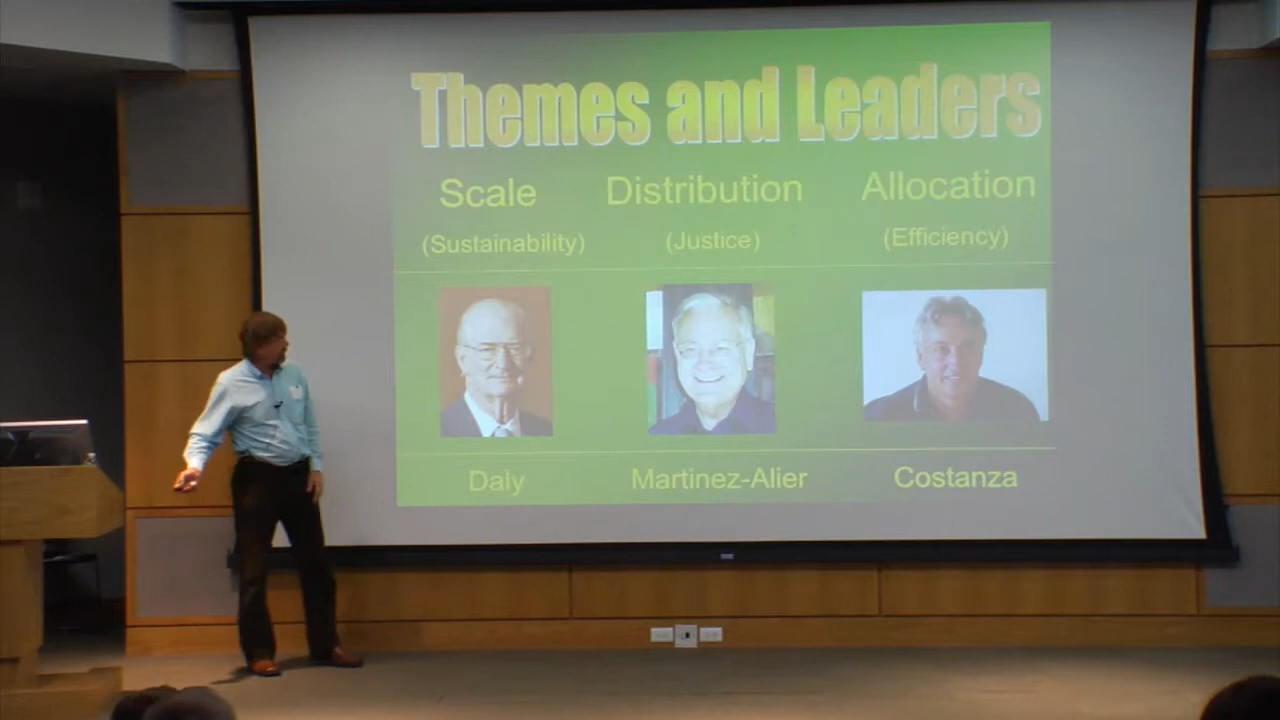 Themes and Leaders
Scale Distribution Allocation
(Sustainability) (Justice) (Efficiency)
Daly Martinez-Alier Costanza